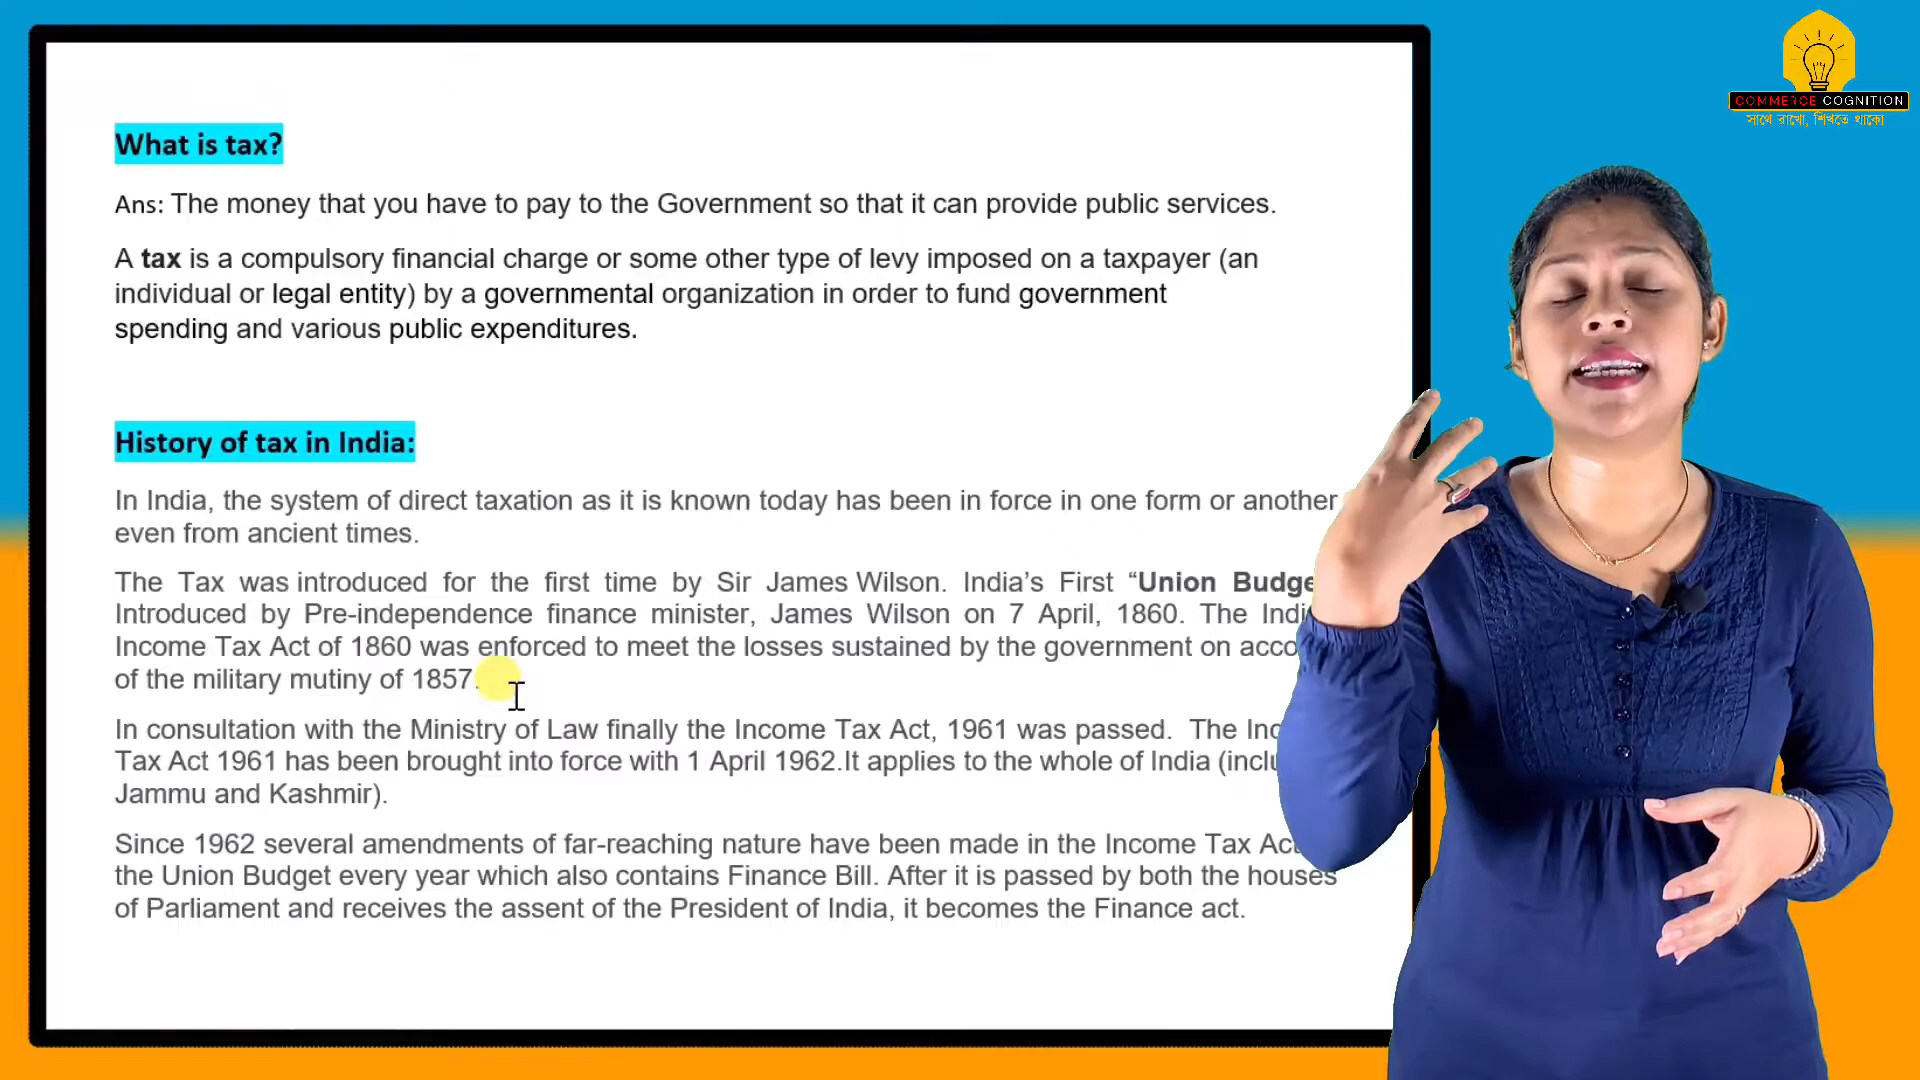 What is tax?
Ans: The money that you have to pay to the Government so that it can provide public services.
A tax is a compulsory financial charge or some other type of levy imposed on a taxpayer (an
individual or legal entity) by a governmental organization in order to fund government
spending and various public expenditures.
History of tax in India:
In India, the system of direct taxation as it is known today has been in force in one form or another
even from ancient times.
The Tax was introduced for the first time by Sir James Wilson. India’s First “Union
Introduced by Pre-independence finance minister, James Wilson on 7 April, 1860. The
Income Tax Act of 1860 was enforced to meet the losses sustained by the government on
of the military mutiny of 1857.
In consultation with the Ministry of Law finally the Income Tax Act, 1961 was passed. The
Tax Act 1961 has been brought into force with 1 April 1962.It applies to the whole of India
Jammu and Kashmir).
Since 1962 several amendments of far-reaching nature have been made in the Income Tax Act
the Union Budget every year which also contains Finance Bill. After it is passed by both the houses
of Parliament and receives the assent of the President of India, it becomes the Finance act.
COMMERCE COGNITION
সাথে রাখো, শিখতে থাকো